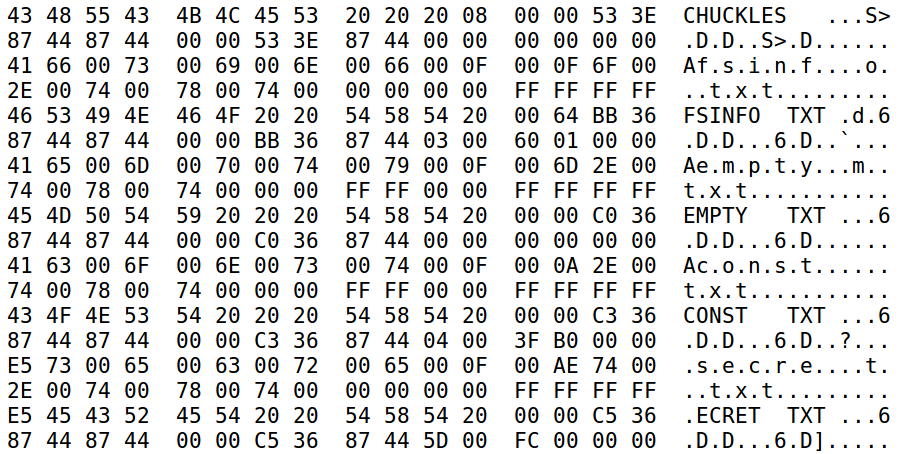 43 48 55 43 4B 4C 45 53 20 20 20 08 00 00 53 3E CHUCKLES ...S>
87 44 87 44 00 00 53 3E 87 44 00 00 00 00 00 00 .D.D..S>.D......
41 66 00 73 00 69 00 6E 00 66 00 0F 00 0F 6F 00 Af.s.i.n.f....o.
2E 00 74 00 78 00 74 00 00 00 00 00 FF FF FF FF ..t.x.t.........
46 53 49 4E 46 4F 20 20 54 58 54 20 00 64 BB 36 FSINFO TXT .d.6
87 44 87 44 00 00 BB 36 87 44 03 00 60 01 00 00 .D.D...6.D..`...
41 65 00 6D 00 70 00 74 00 79 00 0F 00 6D 2E 00 Ae.m.p.t.y...m..
74 00 78 00 74 00 00 00 FF FF 00 00 FF FF FF FF t.x.t...........
45 4D 50 54 59 20 20 20 54 58 54 20 00 00 C0 36 EMPTY TXT ...6
87 44 87 44 00 00 C0 36 87 44 00 00 00 00 00 00 .D.D...6.D......
41 63 00 6F 00 6E 00 73 00 74 00 0F 00 0A 2E 00 Ac.o.n.s.t......
74 00 78 00 74 00 00 00 FF FF 00 00 FF FF FF FF t.x.t...........
43 4F 4E 53 54 20 20 20 54 58 54 20 00 00 C3 36 CONST TXT ...6
87 44 87 44 00 00 C3 36 87 44 04 00 3F B0 00 00 .D.D...6.D..?...
E5 73 00 65 00 63 00 72 00 65 00 0F 00 AE 74 00 .s.e.c.r.e....t.
2E 00 74 00 78 00 74 00 00 00 00 00 FF FF FF FF ..t.x.t.........
E5 45 43 52 45 54 20 20 54 58 54 20 00 00 C5 36 .ECRET TXT ...6
87 44 87 44 00 00 C5 36 87 44 5D 00 FC 00 00 00 .D.D...6.D].....